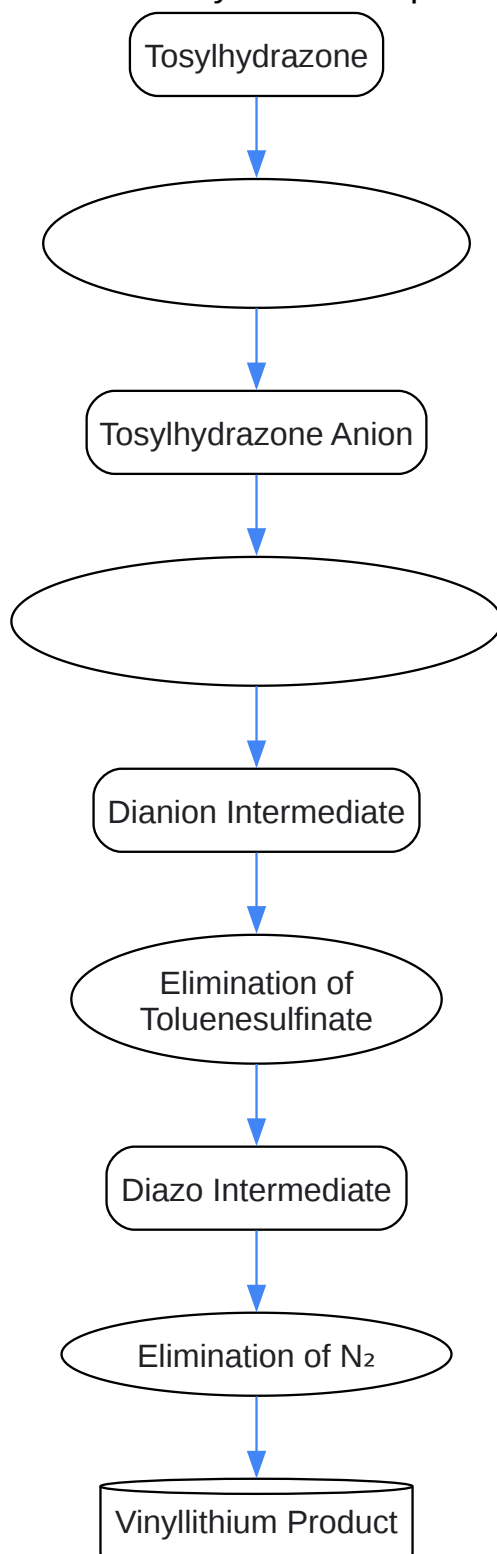 Tosylhydrazone
Tosylhydrazone Anion
Dianion Intermediate
Elimination of
Toluenesulfinate
Diazo Intermediate
Elimination of N₂
Vinyllithium Product